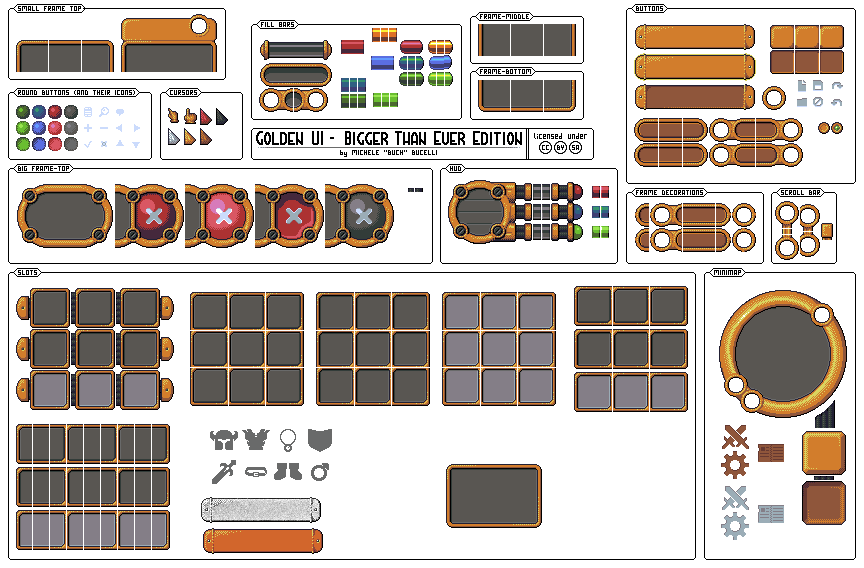 SMALL FRAME TOP
FILL BARS
FRAME-MIDDLE
BUTTONS
FRAME-BOTTOM
ROUND BUTTONS (AND THEIR ICONS)
CURSORS
GOLDEN UI - BIGGER THAN EVER EDITION
by MICHELE "BUCH" BUCELLI
licensed under
CC BY SA
BIG FRAME-TOP
HUD
FRAME DECORATIONS
SCROLL BAR
SLOTS
MINIMAP